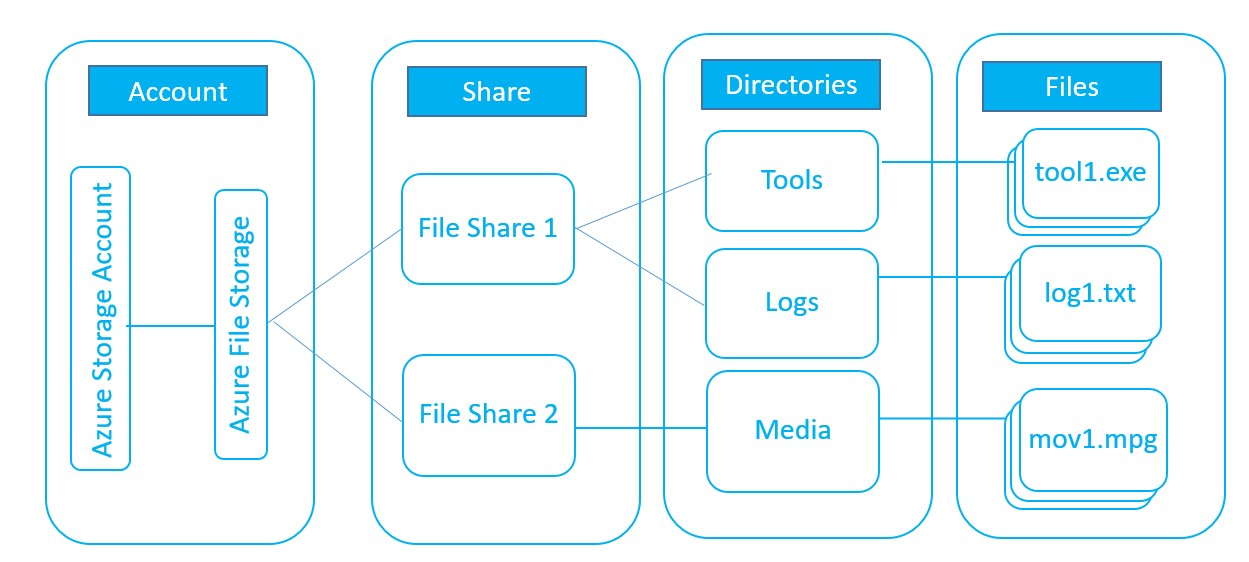 Account
Share
Directories
Files
Azure Storage Account
Azure File Storage
File Share 1
File Share 2
Tools
Logs
Media
tool1.exe
log1.txt
mov1.mpg